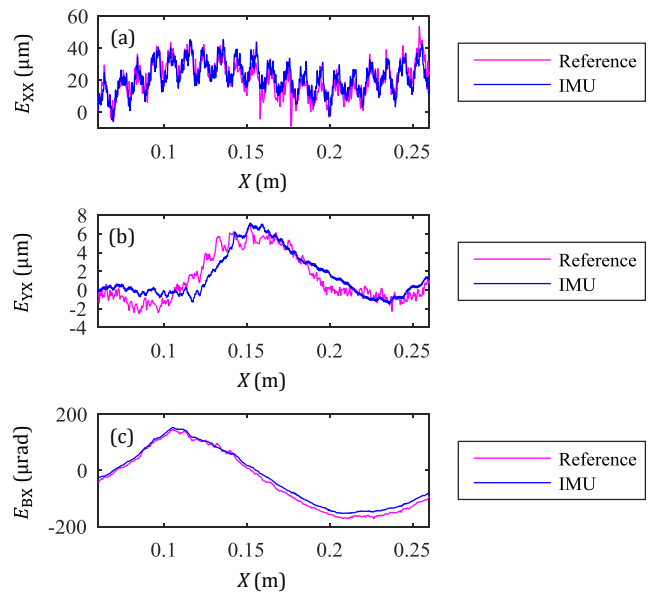 (a)
E_XX (μm)
60
40
20
0
0.1 0.15 0.2 0.25
X (m)
Reference
IMU
(b)
E_YX (μm)
8
6
4
2
0
-2
-4
0.1 0.15 0.2 0.25
X (m)
Reference
IMU
(c)
E_BX (μrad)
200
0
-200
0.1 0.15 0.2 0.25
X (m)
Reference
IMU